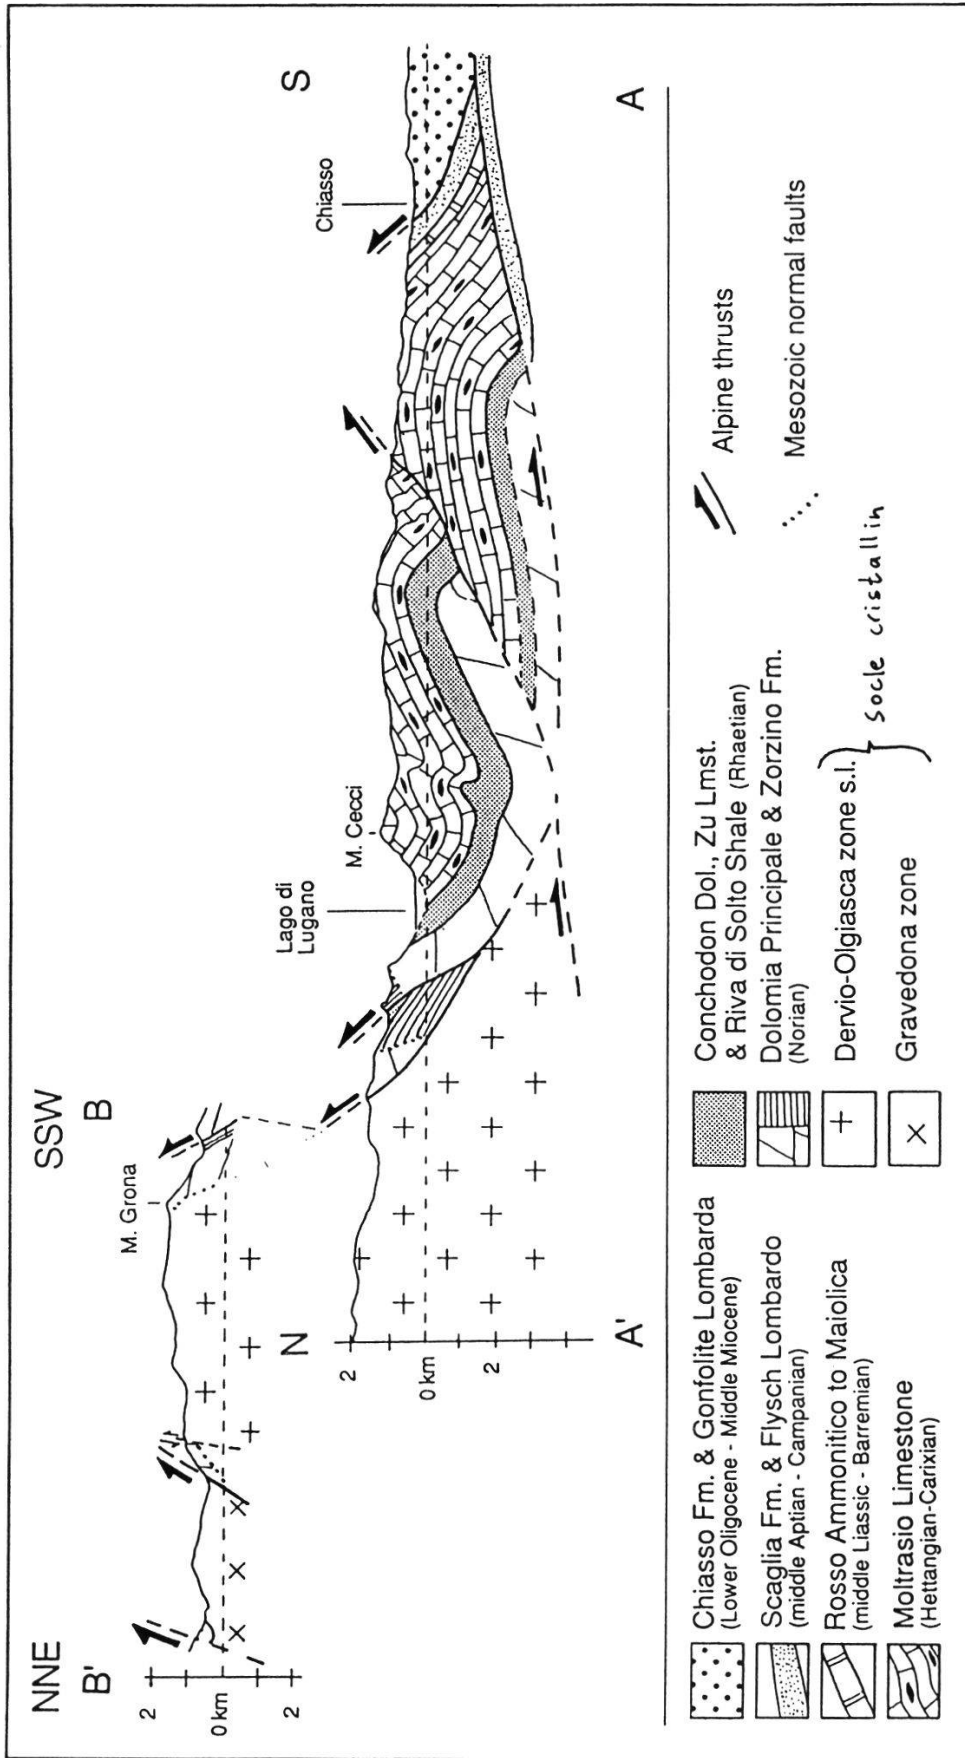 NNE
SSW
B'
B
M. Grona
2
0 km
2
N
S
Lago di
Lugano
M. Cecci
Chiasso
2
0 km
2
A'
A
Chiasso Fm. & Gonfolite Lombarda
(Lower Oligocene - Middle Miocene)
Scaglia Fm. & Flysch Lombardo
(middle Aptian - Campanian)
Rosso Ammonitico to Maiolica
(middle Liassic - Barremian)
Moltrasio Limestone
(Hettangian-Carixian)
Conchodon Dol., Zu Lmst.
& Riva di Solto Shale (Rhaetian)
Dolomia Principale & Zorzino Fm.
(Norian)
Dervio-Olgiasca zone s.l.
Gravedona zone
socle cristallin
Alpine thrusts
Mesozoic normal faults